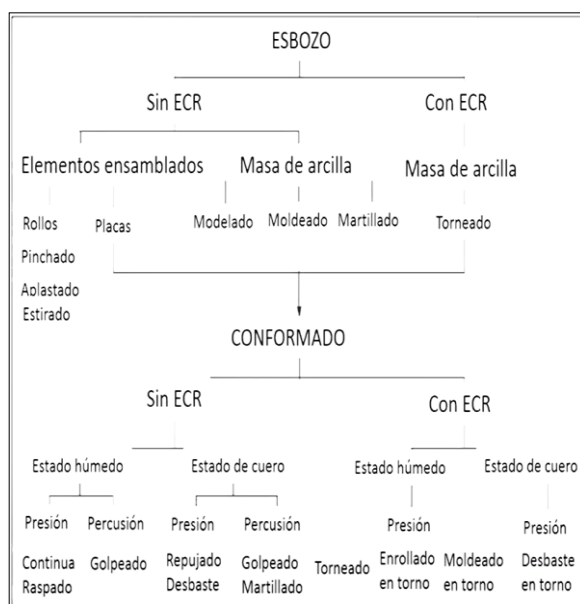 ESBOZO
Sin ECR
Con ECR
Elementos ensamblados
Masa de arcilla
Masa de arcilla
Rollos
Placas
Modelado
Moldeado
Martillado
Torneado
Pinchado
Aplastado
Estirado
CONFORMADO
Sin ECR
Con ECR
Estado húmedo
Estado de cuero
Estado húmedo
Estado de cuero
Presión
Percusión
Presión
Percusión
Presión
Presión
Continua
Raspado
Golpeado
Repujado
Desbaste
Golpeado
Martillado
Torneado
Enrollado
en torno
Moldeado
en torno
Desbaste
en torno